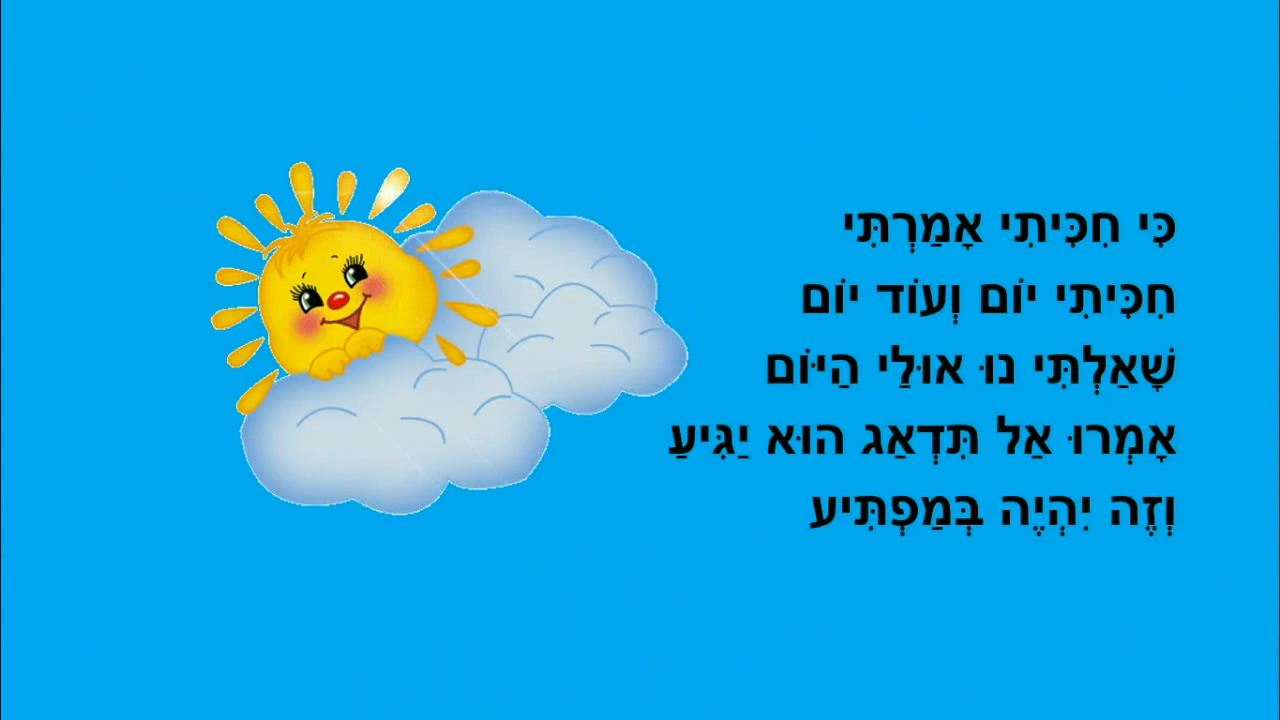 כִּי חִכִּיתִי אָמַרְתִּי
חִכִּיתִי יוֹם וְעוֹד יוֹם
שָׁאַלְתִּי נוּ אוּלַי הַיּוֹם
אָמְרוּ אַל תִּדְאַג הוּא יַגִּיעַ
וְזֶה יִהְיֶה בְּמַפְתִּיע